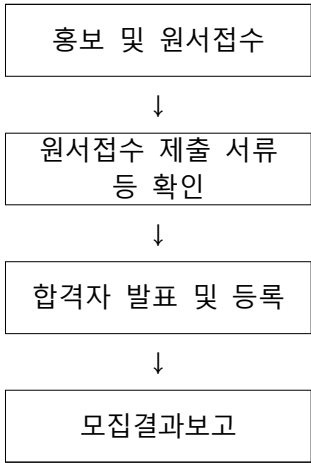 홍보 및 원서접수
↓
원서접수 제출 서류
등 확인
↓
합격자 발표 및 등록
↓
모집결과보고